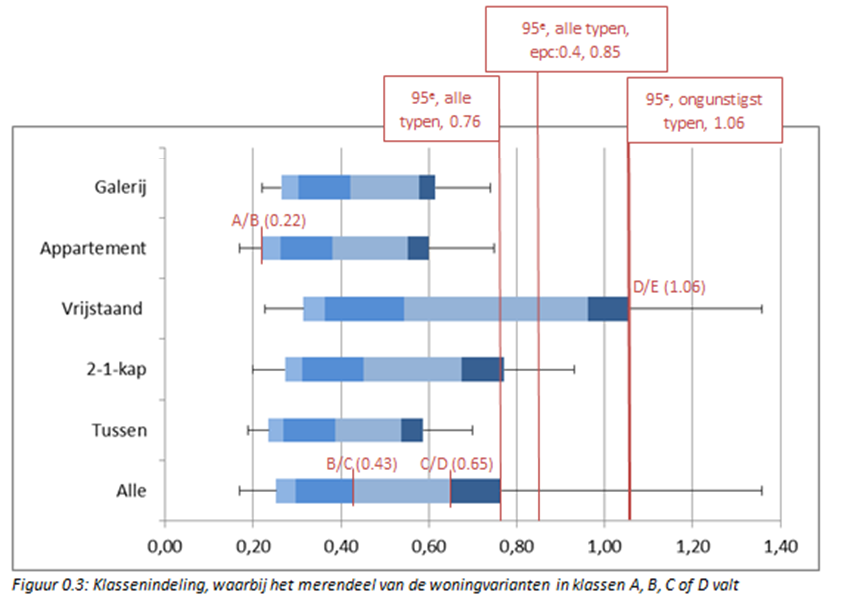 95ᵉ, alle typen,
epc:0.4, 0.85
95ᵉ, alle
typen, 0.76
95ᵉ, ongunstigst
typen, 1.06
Galerij
A/B (0.22)
Appartement
Vrijstaand
D/E (1.06)
2-1-kap
Tussen
B/C (0.43) C/D (0.65)
Alle
0,00 0,20 0,40 0,60 0,80 1,00 1,20 1,40
Figuur 0.3: Klassenindeling, waarbij het merendeel van de woningvarianten in klassen A, B, C of D valt